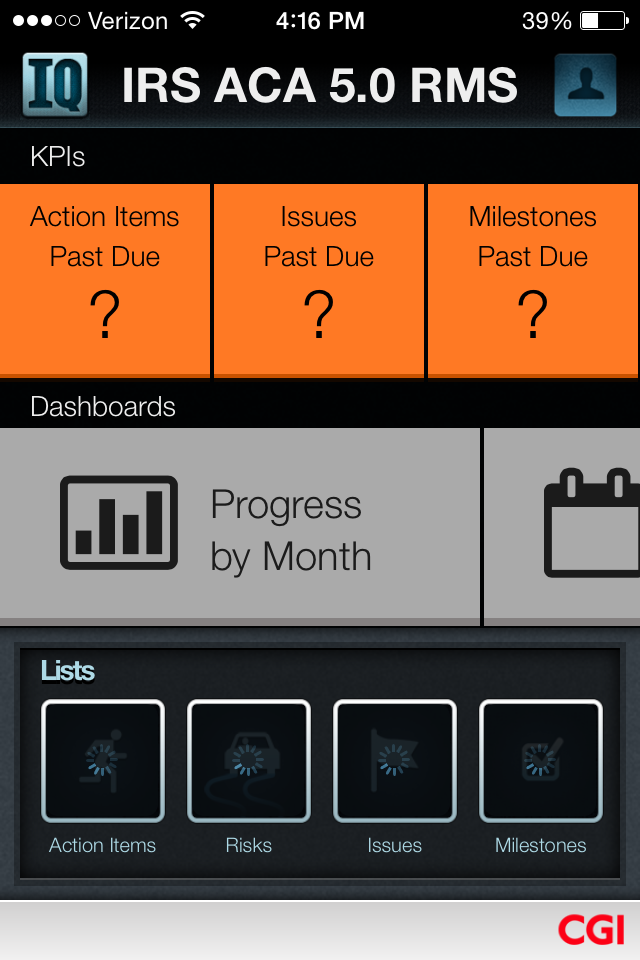 Verizon 4:16 PM 39%
IQ IRS ACA 5.0 RMS
KPIs
Action Items Issues Milestones
Past Due Past Due Past Due
? ? ?
Dashboards
Progress
by Month
Lists
Action Items Risks Issues Milestones
CGI